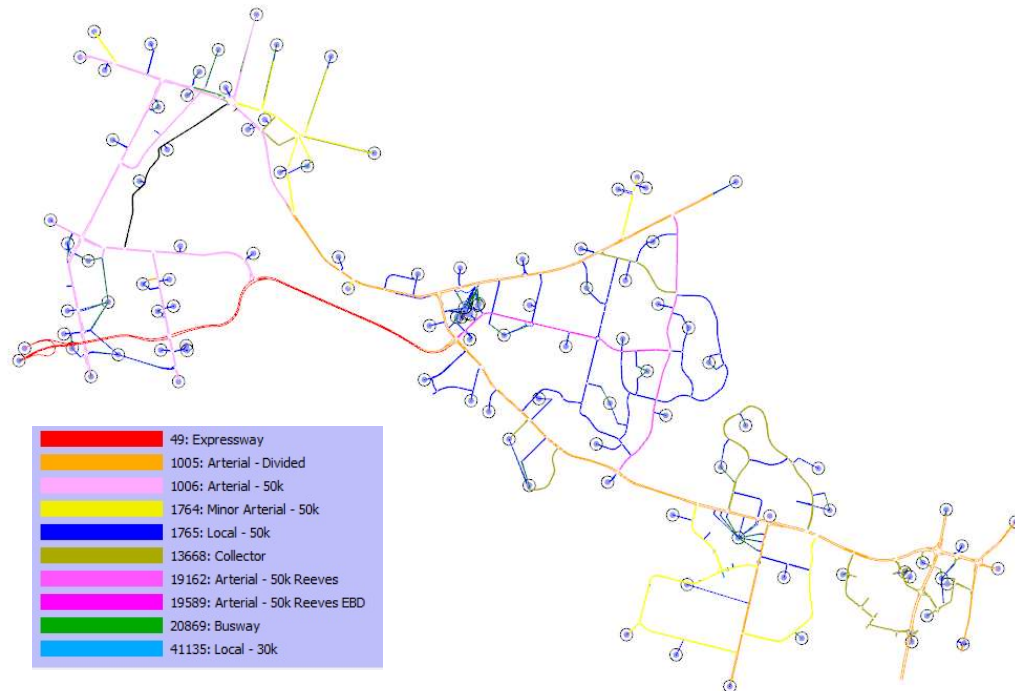 49: Expressway
1005: Arterial - Divided
1006: Arterial - 50k
1764: Minor Arterial - 50k
1765: Local - 50k
13668: Collector
19162: Arterial - 50k Reeves
19589: Arterial - 50k Reeves EBD
20869: Busway
41135: Local - 30k